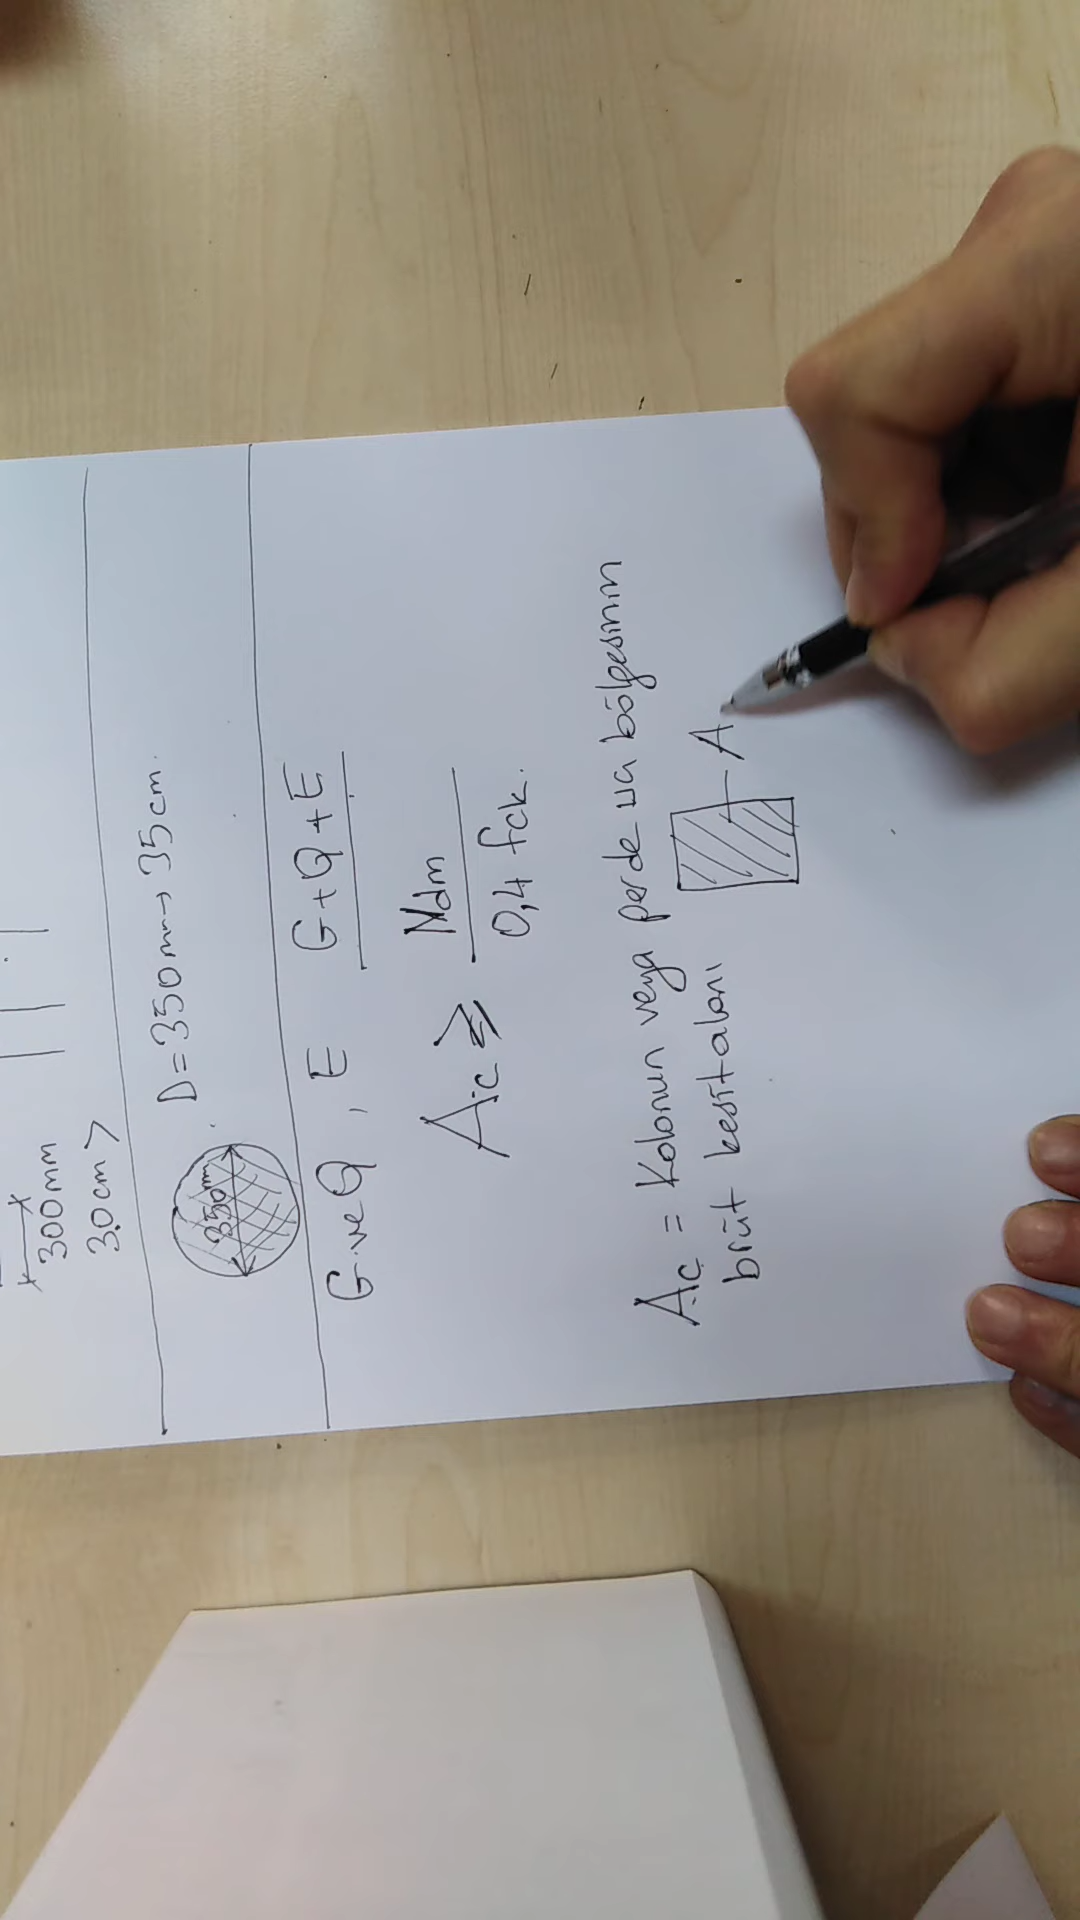 300mm
30cm >
350mm
D=350mm→35cm.
G ve Q, E G+Q+E
Ac ≥ Ndm
0,4 fck.
Ac = Kolonun veya perde uç bölgesinin
brüt kesit alanı
A